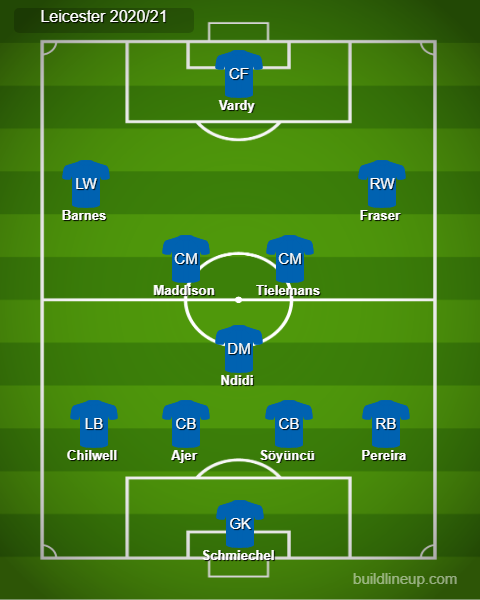 Leicester 2020/21
CF
Vardy
LW
RW
Barnes
Fraser
CM
CM
Maddison
Tielemans
DM
Ndidi
LB
CB
CB
RB
Chilwell
Ajer
Söyüncü
Pereira
GK
Schmiechel
buildlineup.com